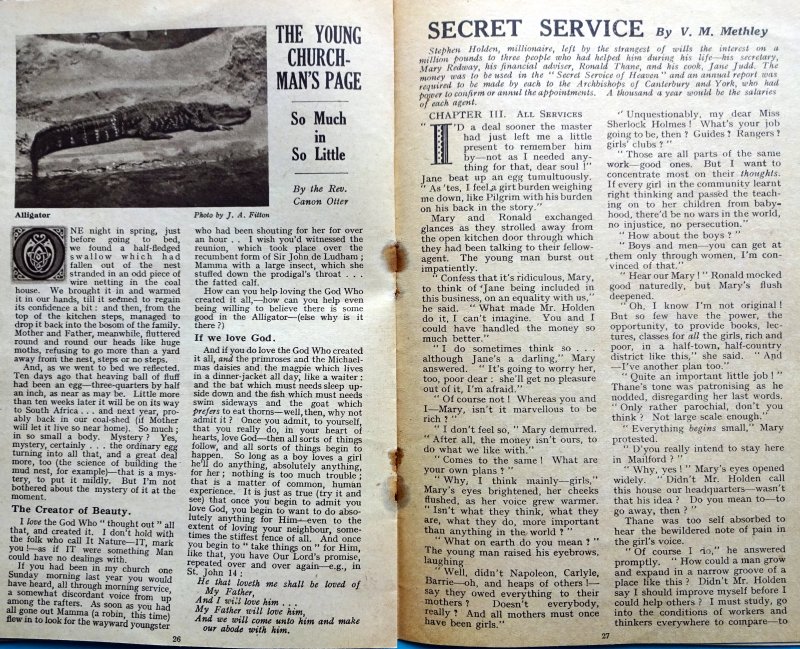 Alligator
Photo by J. A. Fitton
THE YOUNG
CHURCH-
MAN'S PAGE
So Much
in
So Little
By the Rev.
Canon Otter
ONE night in spring, just
before going to bed,
we found a half-fledged
swallow which had
fallen out of the nest
stranded in an odd piece of
wire netting in the coal
house. We brought it in and warmed
it in our hands, till it seemed to regain
its confidence a bit: and then, from the
top of the kitchen steps, managed to
drop it back into the bosom of the family.
Mother and Father, meanwhile, fluttered
round and round our heads like huge
moths, refusing to go more than a yard
away from the nest, steps or no steps.
And, as we went to bed we reflected.
Ten days ago that heaving ball of fluff
had been an egg—three-quarters by half
an inch, as near as may be. Little more
than ten weeks later it will be on its way
to South Africa . . . and next year, pro-
bably back in our coal-shed (if Mother
will let it live so near home). So much;
in so small a body. Mystery? Yes,
mystery, certainly . . . the ordinary egg
turning into all that, and a great deal
more, too (the science of building the
mud nest, for example)—that is a mys-
tery, to put it mildly. But I'm not
bothered about the mystery of it at the
moment.
The Creator of Beauty.
I love the God Who " thought out " all
that, and created it. I don't hold with
the folk who call It Nature—IT, mark
you!—as if IT were something Man
could have no dealings with.
If you had been in my church one
Sunday morning last year you would
have heard, all through morning service,
a somewhat discordant voice from up
among the rafters. As soon as you had
all gone out Mamma (a robin, this time)
flew in to look for the wayward youngster
who had been shouting for her for over
an hour . . I wish you'd witnessed the
reunion, which took place over the
recumbent form of Sir John de Ludham;
Mamma with a large insect, which she
stuffed down the prodigal's throat . . .
the fatted calf.
How can you help loving the God Who
created it all,—how can you help even
being willing to believe there is some
good in the Alligator—(else why is it
there?)
If we love God.
And if you do love the God Who created
it all, and the primroses and the Michael-
mas daisies and the magpie which lives
in a dinner-jacket all day, like a waiter:
and the bat which must needs sleep up-
side down and the fish which must needs
swim sideways and the goat which
prefers to eat thorns—well, then, why not
admit it? Once you admit, to yourself,
that you really do, in your heart of
hearts, love God—then all sorts of things
follow, and all sorts of things begin to
happen. So long as a boy loves a girl
he'll do anything, absolutely anything,
for her; nothing is too much trouble;
that is a matter of common, human
experience. It is just as true (try it and
see) that once you begin to admit you
love God, you begin to want to do abso-
lutely anything for Him—even to the
extent of loving your neighbour, some-
times the stiffest fence of all. And once
you begin to " take things on " for Him,
like that, you have Our Lord's promise,
repeated over and over again—e.g., in
St. John 14:
He that loveth me shall be loved of
My Father,
And I will love him . . .
My Father will love him,
And we will come unto him and make
our abode with him.
26
SECRET SERVICE By V. M. Methley
Stephen Holden, millionaire, left by the strangest of wills the interest on a
million pounds to three people who had helped him during his life—his secretary,
Mary Redway, his financial adviser, Ronald Thane, and his cook, Jane Judd. The
money was to be used in the " Secret Service of Heaven " and an annual report was
required to be made by each to the Archbishops of Canterbury and York, who had
power to confirm or annul the appointments. A thousand a year would be the salaries
of each agent.
CHAPTER III. ALL SERVICES
" I'D a deal sooner the master
had just left me a little
present to remember him
by—not as I needed any-
thing for that, dear soul!"
Jane beat up an egg tumultuously.
" As 'tes, I feel a girt burden weighing
me down, like Pilgrim with his burden
on his back in the story."
Mary and Ronald exchanged
glances as they strolled away from
the open kitchen door through which
they had been talking to their fellow-
agent. The young man burst out
impatiently.
" Confess that it's ridiculous, Mary,
to think of Jane being included in
this business, on an equality with us,"
he said. " What made Mr. Holden
do it, I can't imagine. You and I
could have handled the money so
much better."
" I do sometimes think so . . .
although Jane's a darling," Mary
answered. " It's going to worry her,
too, poor dear: she'll get no pleasure
out of it, I'm afraid."
" Of course not! Whereas you and
I—Mary, isn't it marvellous to be
rich?"
" I don't feel so, " Mary demurred.
" After all, the money isn't ours, to
do what we like with."
" Comes to the same! What are
your own plans?"
" Why, I think mainly—girls,"
Mary's eyes brightened, her cheeks
flushed, as her voice grew warmer.
" Isn't what they think, what they
are, what they do, more important
than anything in the world?"
" What on earth do you mean?"
The young man raised his eyebrows,
laughing
" Well, didn't Napoleon, Carlyle,
Barrie—oh, and heaps of others!—
say they owed everything to their
mothers? Doesn't everybody,
really? And all mothers must once
have been girls."
" Unquestionably, my dear Miss
Sherlock Holmes! What's your job
going to be, then? Guides? Rangers?
girls' clubs?"
" Those are all parts of the same
work—good ones. But I want to
concentrate most on their thoughts.
If every girl in the community learnt
right thinking and passed the teach-
ing on to her children from baby-
hood, there'd be no wars in the world,
no injustice, no persecution."
" How about the boys?"
" Boys and men—you can get at
them only through women, I'm con-
vinced of that."
" Hear our Mary!" Ronald mocked
good naturedly, but Mary's flush
deepened.
" Oh, I know I'm not original!
But so few have the power, the
opportunity, to provide books, lec-
tures, classes for all the girls, rich and
poor, in a half-town, half-country
district like this," she said. " And
I've another plan too."
" Quite an important little job!"
Thane's tone was patronising as he
nodded, disregarding her last words.
" Only rather parochial, don't you
think? Not large scale enough."
" Everything begins small," Mary
protested.
" D'you really intend to stay here
in Mailford?"
" Why, yes!" Mary's eyes opened
widely. " Didn't Mr. Holden call
this house our headquarters—wasn't
that his idea? Do you mean to—to
go away, then?"
Thane was too self absorbed to
hear the bewildered note of pain in
the girl's voice.
" Of course I do," he answered
promptly. " How could a man grow
and expand in a narrow groove of a
place like this? Didn't Mr. Holden
say I should improve myself before I
could help others? I must study, go
into the conditions of workers and
thinkers everywhere to compare—to
27